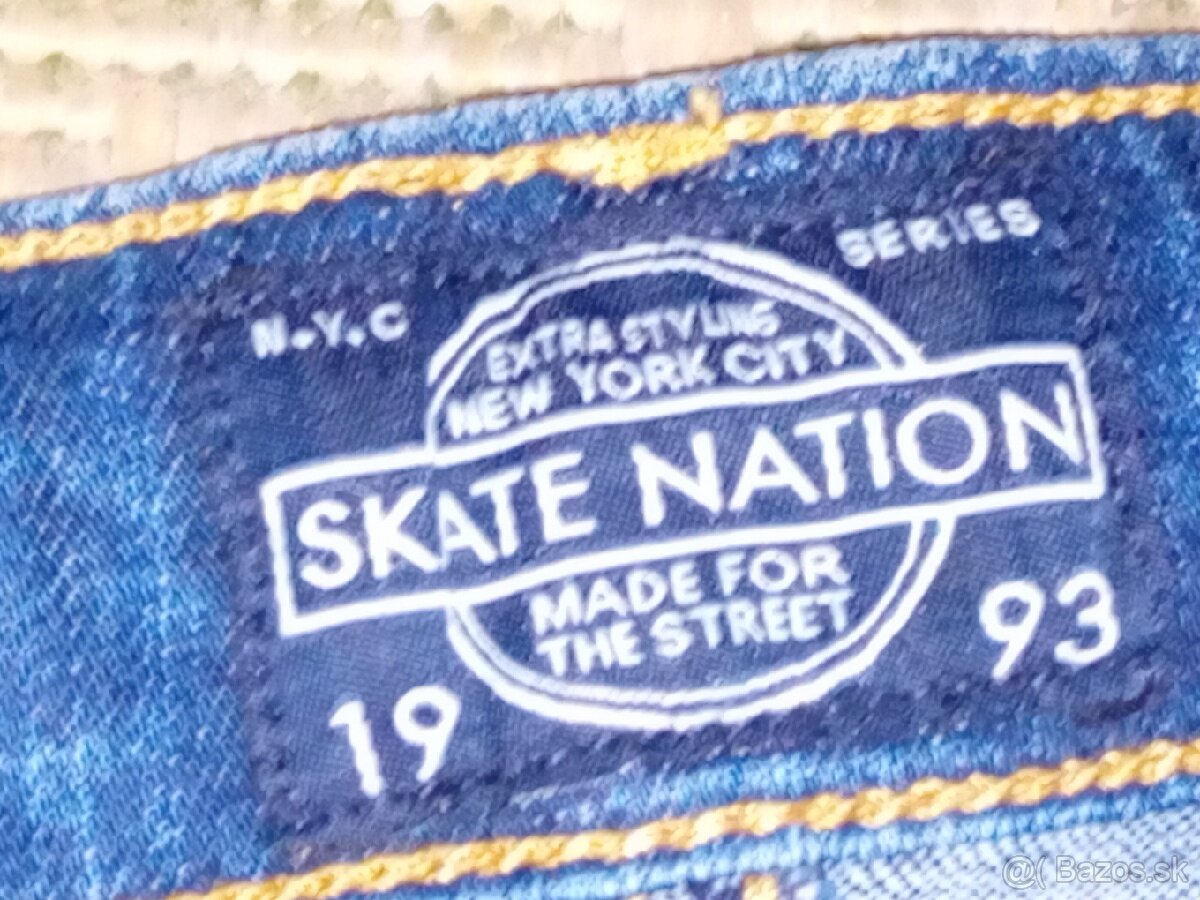 N.Y.C SERIES
EXTRA STYLING
NEW YORK CITY
SKATE NATION
MADE FOR
THE STREET
19 93
@( Bazos.sk